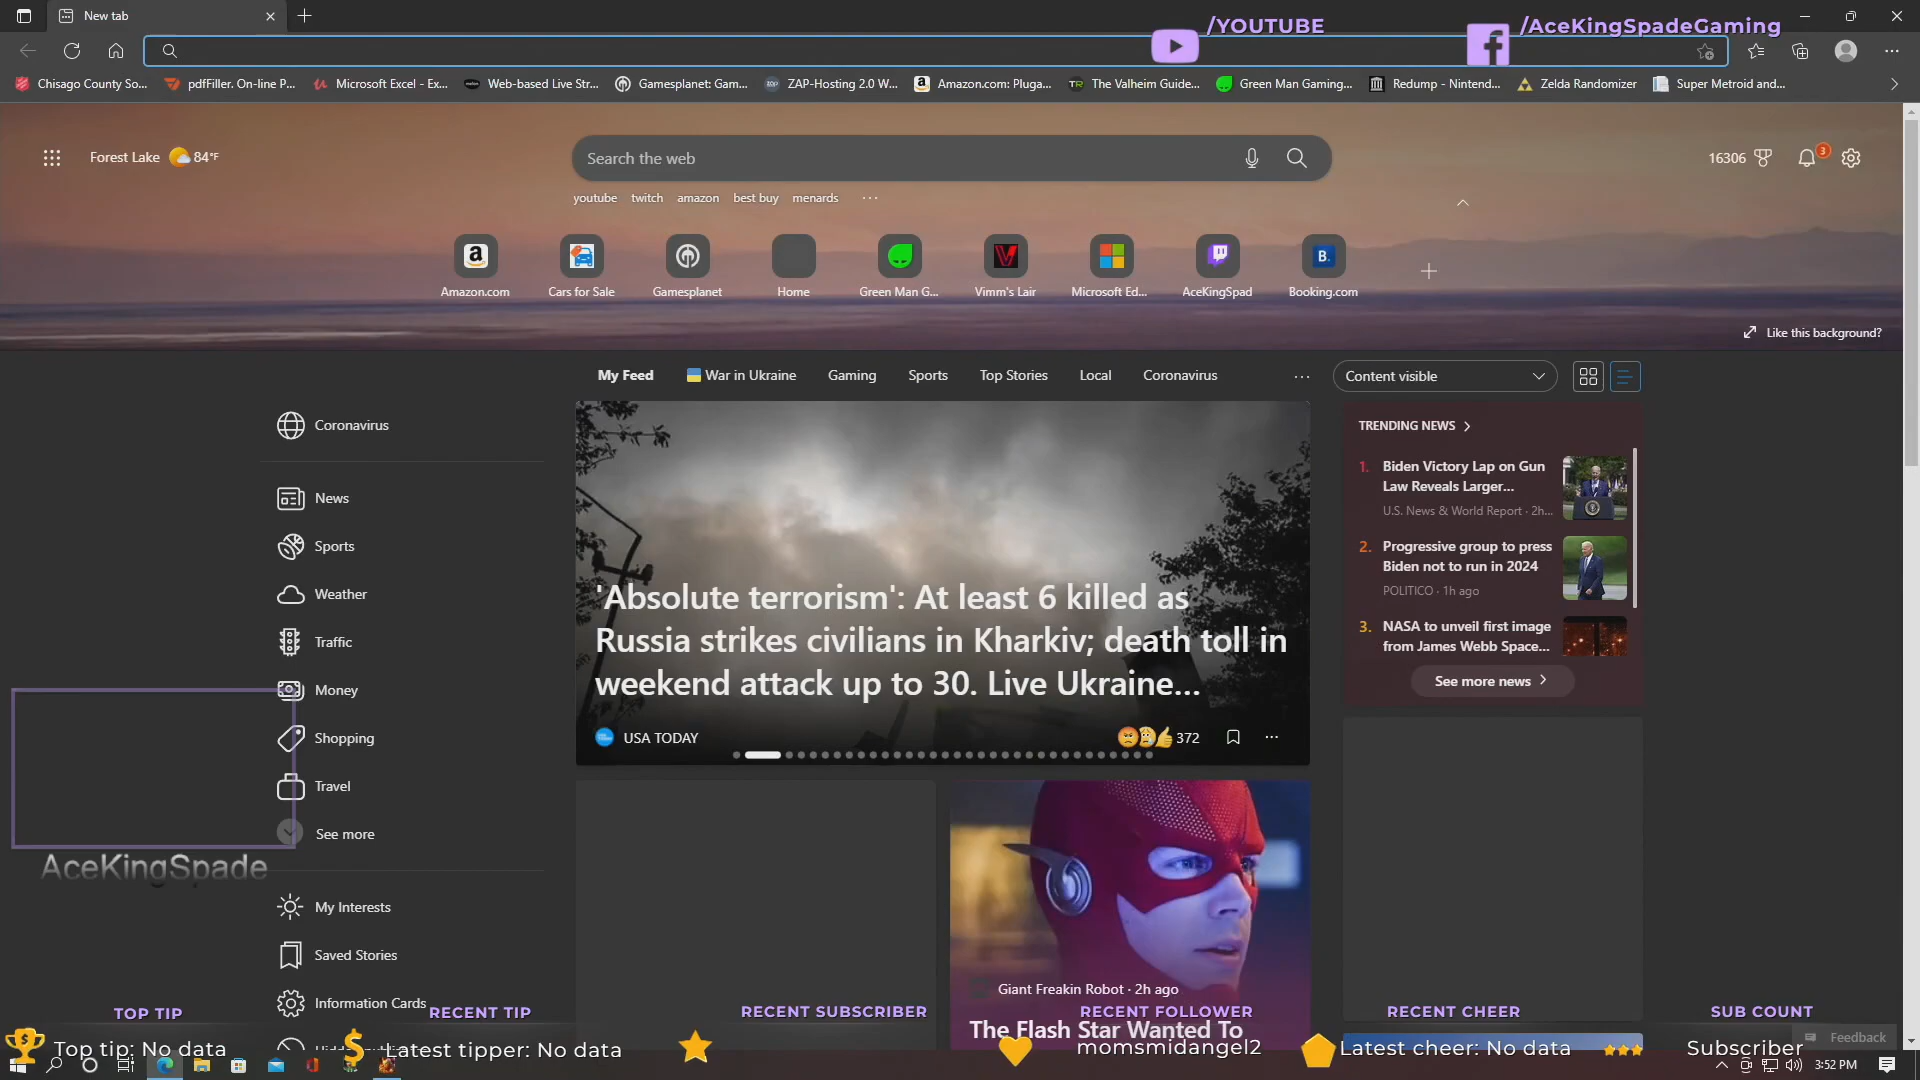 New tab
/YOUTUBE
/AceKingSpadeGaming
Chisago County So...
pdfFiller. On-line P...
Microsoft Excel - Ex...
Web-based Live Str...
Gamesplanet: Gam...
ZAP-Hosting 2.0 W...
Amazon.com: Pluga...
The Valheim Guide...
Green Man Gaming...
Redump - Nintend...
Zelda Randomizer
Super Metroid and...
Forest Lake 84°F
Search the web
16306
3
youtube twitch amazon best buy menards ...
Amazon.com
Cars for Sale
Gamesplanet
Home
Green Man G...
Vimm's Lair
Microsoft Ed...
AceKingSpad
Booking.com
Like this background?
My Feed
War in Ukraine
Gaming
Sports
Top Stories
Local
Coronavirus
Content visible
Coronavirus
News
Sports
Weather
Traffic
Money
Shopping
Travel
See more
My Interests
Saved Stories
Information Cards
'Absolute terrorism': At least 6 killed as
Russia strikes civilians in Kharkiv; death toll in
weekend attack up to 30. Live Ukraine...
USA TODAY
372
TRENDING NEWS
1. Biden Victory Lap on Gun
Law Reveals Larger...
U.S. News & World Report · 2h...
2. Progressive group to press
Biden not to run in 2024
POLITICO · 1h ago
3. NASA to unveil first image
from James Webb Space...
See more news
AceKingSpade
Giant Freakin Robot · 2h ago
The Flash Star Wanted To
TOP TIP
RECENT TIP
RECENT SUBSCRIBER
RECENT FOLLOWER
RECENT CHEER
SUB COUNT
Feedback
Top tip: No data
Latest tipper: No data
momsmidangel2
Latest cheer: No data
Subscriber
3:52 PM